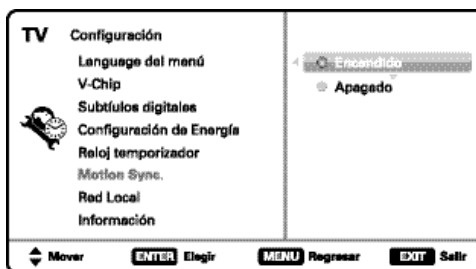 TV Configuración
Language del menú
V-Chip
Subtíulos digitales
Configuración de Energía
Reloj temporizador
Motion Sync.
Red Local
Información
Encendido
Apagado
Mover ENTER Elegir MENU Regresar EXIT Salir